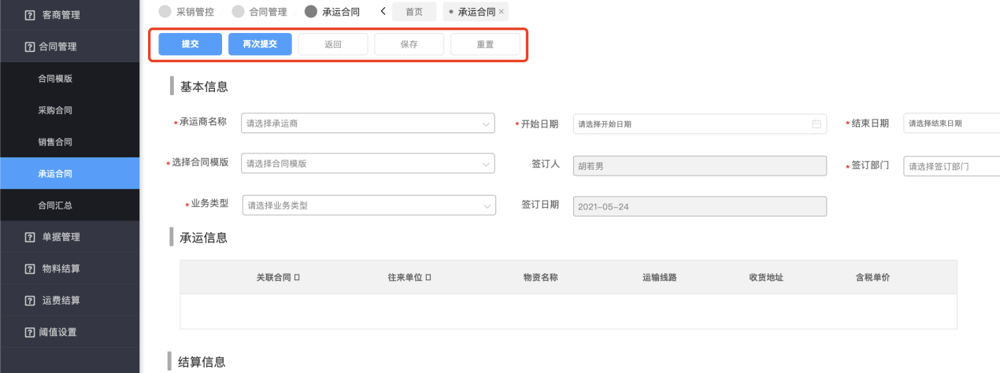 客商管理
合同管理
合同模版
采购合同
销售合同
承运合同
合同汇总
单据管理
物料结算
运费结算
阈值设置
采销管控 / 合同管理 / 承运合同 首页 承运合同 ×
提交 再次提交 返回 保存 重置
基本信息
*承运商名称 请选择承运商 *开始日期 请选择开始日期 *结束日期 请选择结束日期
*选择合同模版 请选择合同模版 签订人 胡若男 *签订部门 请选择签订部门
*业务类型 请选择业务类型 签订日期 2021-05-24
承运信息
关联合同 往来单位 物资名称 运输线路 收货地址 含税单价
结算信息